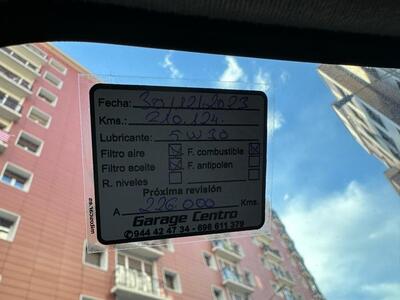 Fecha: 30/12/2023
Kms.: 210.124.
Lubricante: 5W30
Filtro aire F. combustible
Filtro aceite F. antipolen
R. niveles
Próxima revisión
A 226.000 Kms.
Garage Centro
944 42 47 34 - 698 611 379